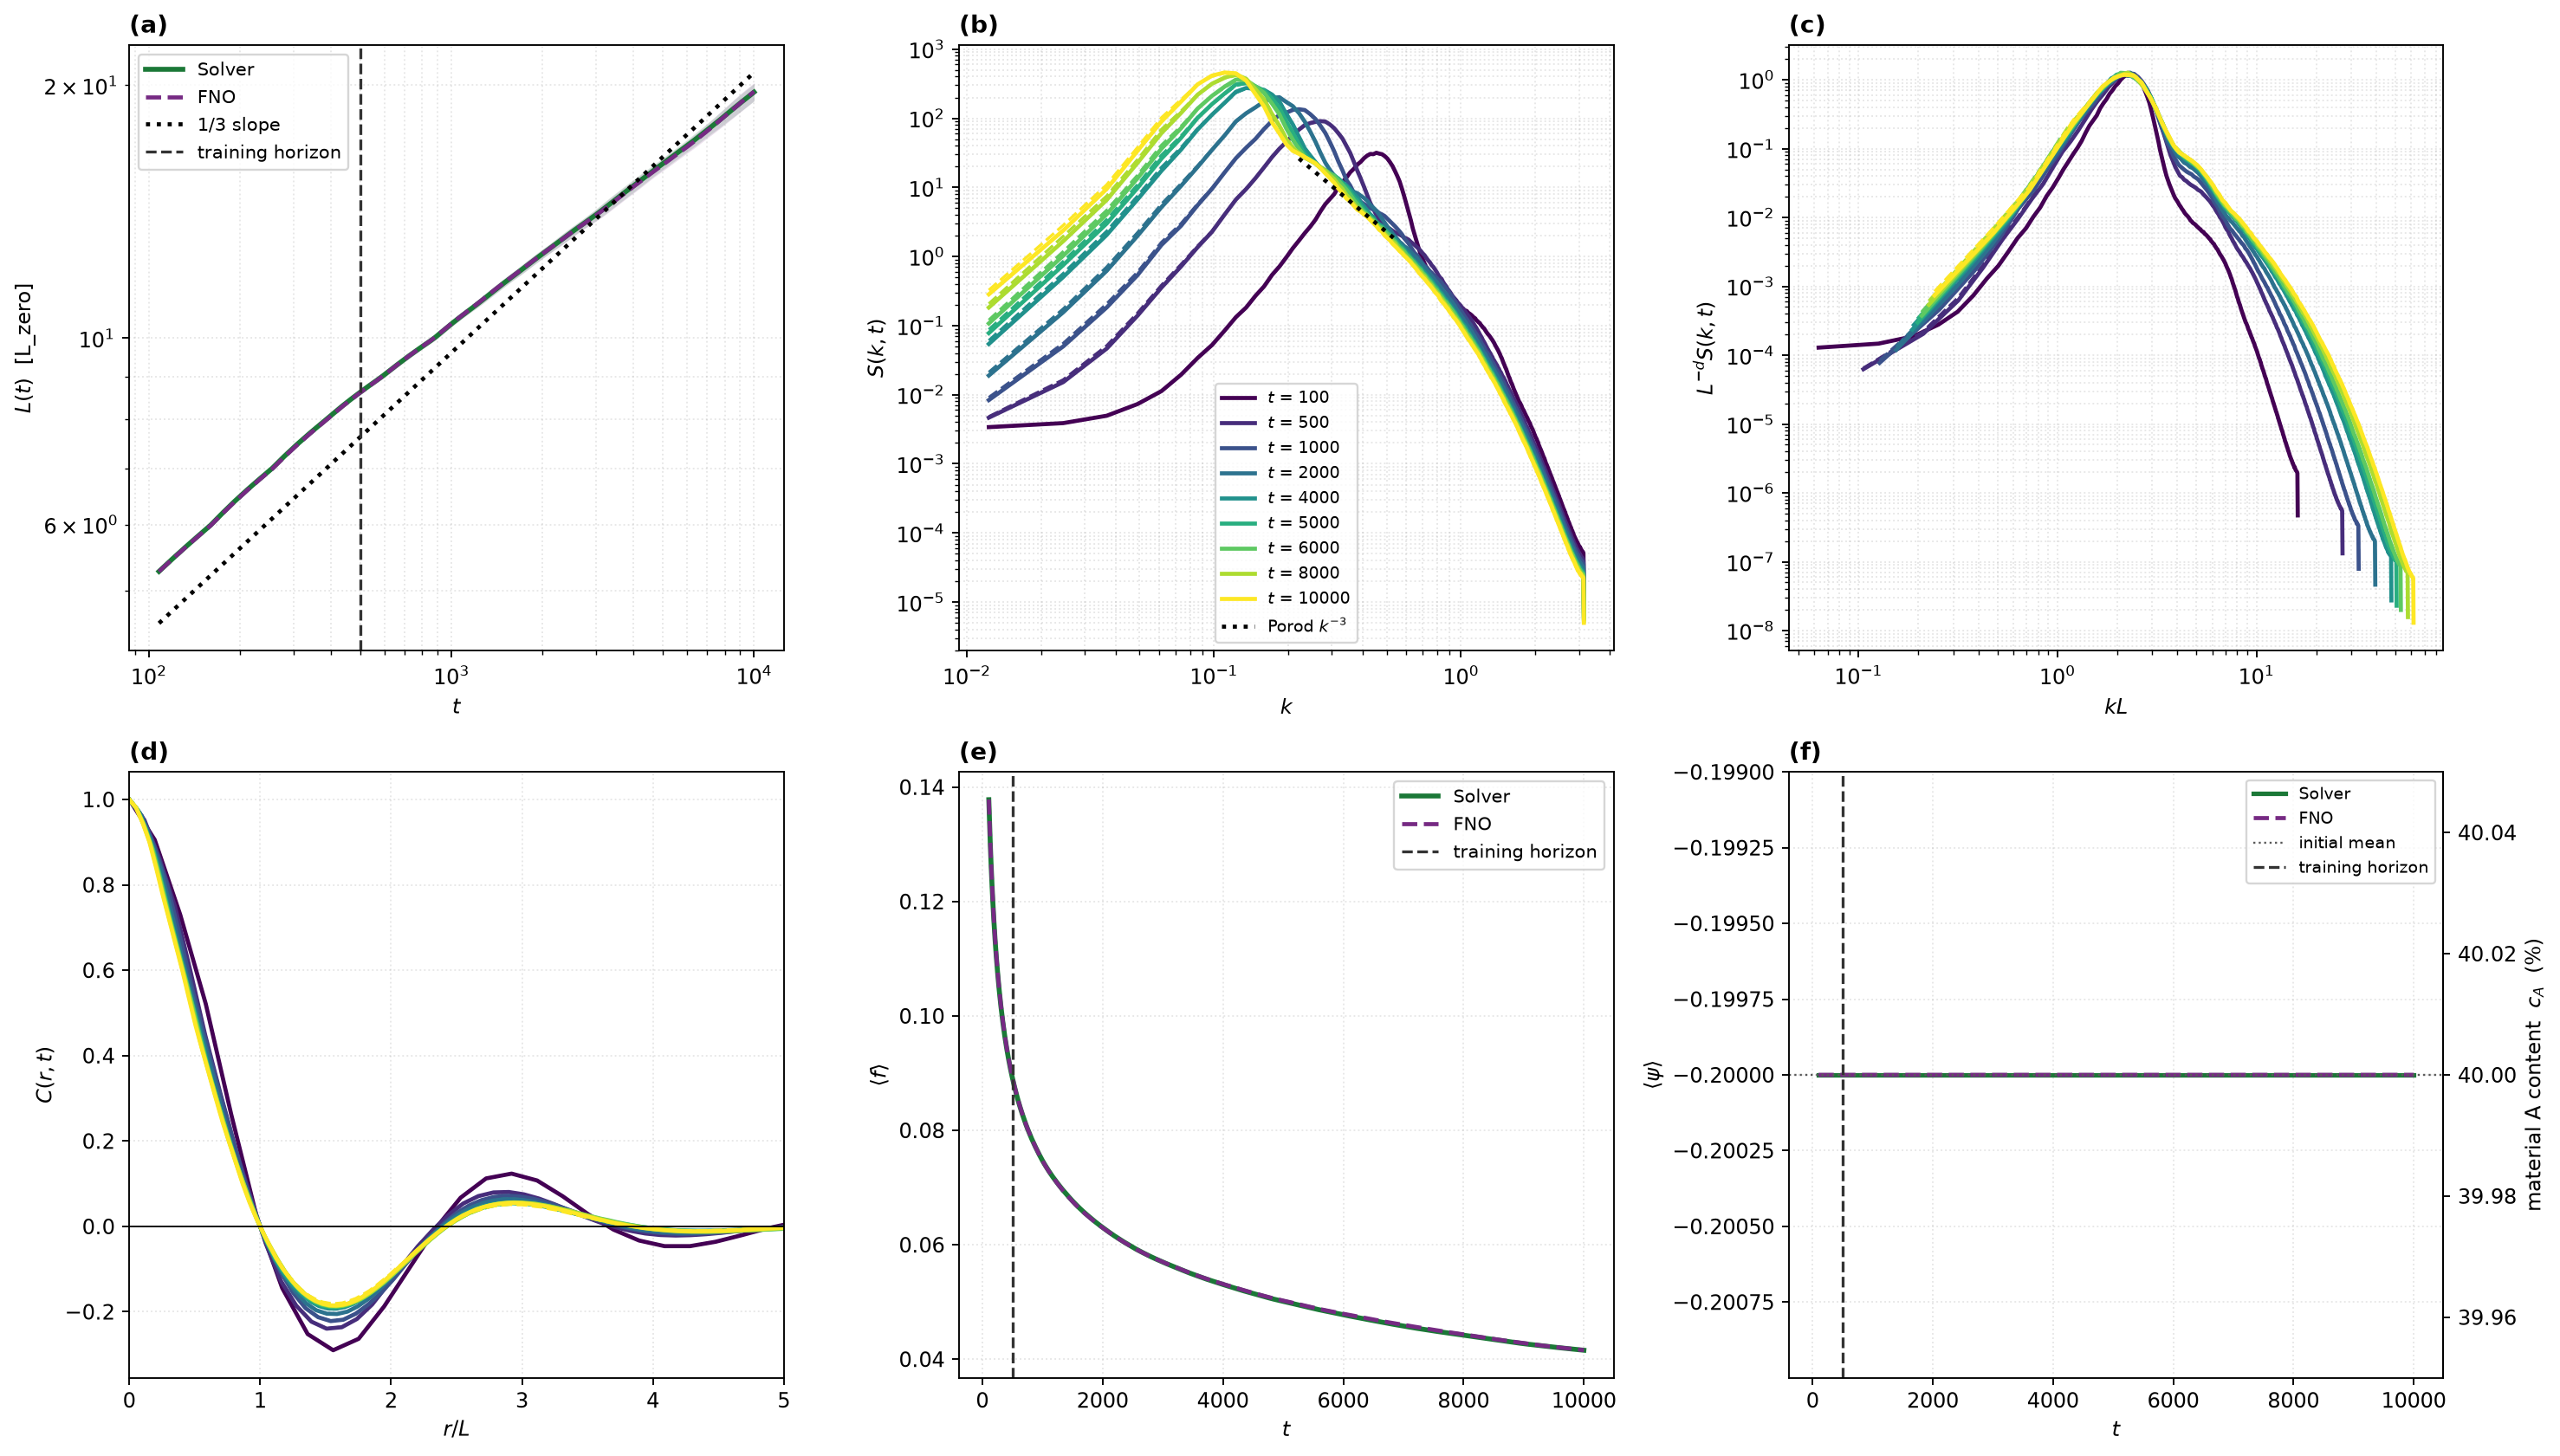 (a)
2 × 10¹
10¹
6 × 10⁰
L(t) [L_zero]
Solver
FNO
1/3 slope
training horizon
10² 10³ 10⁴
t
(b)
10³
10²
10¹
10⁰
10⁻¹
10⁻²
10⁻³
10⁻⁴
10⁻⁵
S(k, t)
t = 100
t = 500
t = 1000
t = 2000
t = 4000
t = 5000
t = 6000
t = 8000
t = 10000
Porod k⁻³
10⁻² 10⁻¹ 10⁰
k
(c)
10⁰
10⁻¹
10⁻²
10⁻³
10⁻⁴
10⁻⁵
10⁻⁶
10⁻⁷
10⁻⁸
L⁻ᵈS(k, t)
10⁻¹ 10⁰ 10¹
kL
(d)
1.0
0.8
0.6
0.4
0.2
0.0
−0.2
C(r, t)
0 1 2 3 4 5
r/L
(e)
0.14
0.12
0.10
0.08
0.06
0.04
⟨f⟩
Solver
FNO
training horizon
0 2000 4000 6000 8000 10000
t
(f)
−0.19900
−0.19925
−0.19950
−0.19975
−0.20000
−0.20025
−0.20050
−0.20075
⟨ψ⟩
Solver
FNO
initial mean
training horizon
40.04
40.02
40.00
39.98
39.96
material A content c_A (%)
0 2000 4000 6000 8000 10000
t